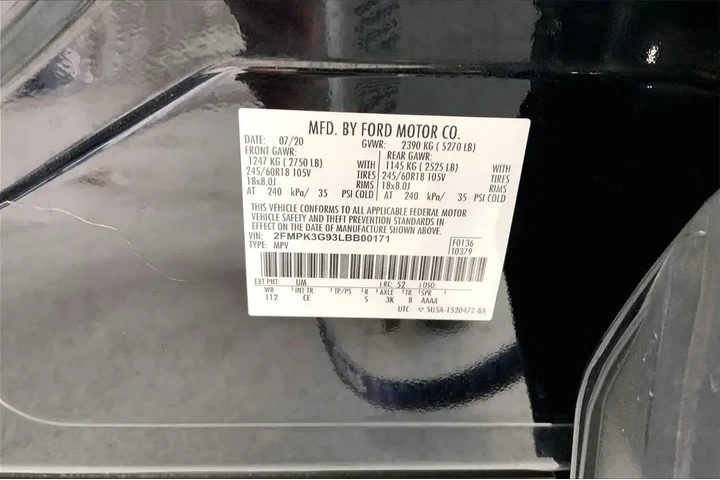 MFD. BY FORD MOTOR CO.
DATE: 07/20 GVWR: 2390 KG ( 5270 LB)
FRONT GAWR: REAR GAWR:
1247 KG ( 2750 LB) WITH 1145 KG ( 2525 LB) WITH
245/60R18 105V TIRES 245/60R18 105V TIRES
18x8.0J RIMS 18x8.0J RIMS
AT 240 kPa/ 35 PSI COLD AT 240 kPa/ 35 PSI COLD
THIS VEHICLE CONFORMS TO ALL APPLICABLE FEDERAL MOTOR
VEHICLE SAFETY AND THEFT PREVENTION STANDARDS IN
EFFECT ON THE DATE OF MANUFACTURE SHOWN ABOVE.
VIN: 2FMPK3G93LBB00171 F0136
TYPE: MPV 10379
EXT PNT: UM RC: 52 DSO:
WB INT TR TP/PS R AXLE TR SPR
112 CE 5 3K 8 AAAA
UTC 5U5A-1520472-BA